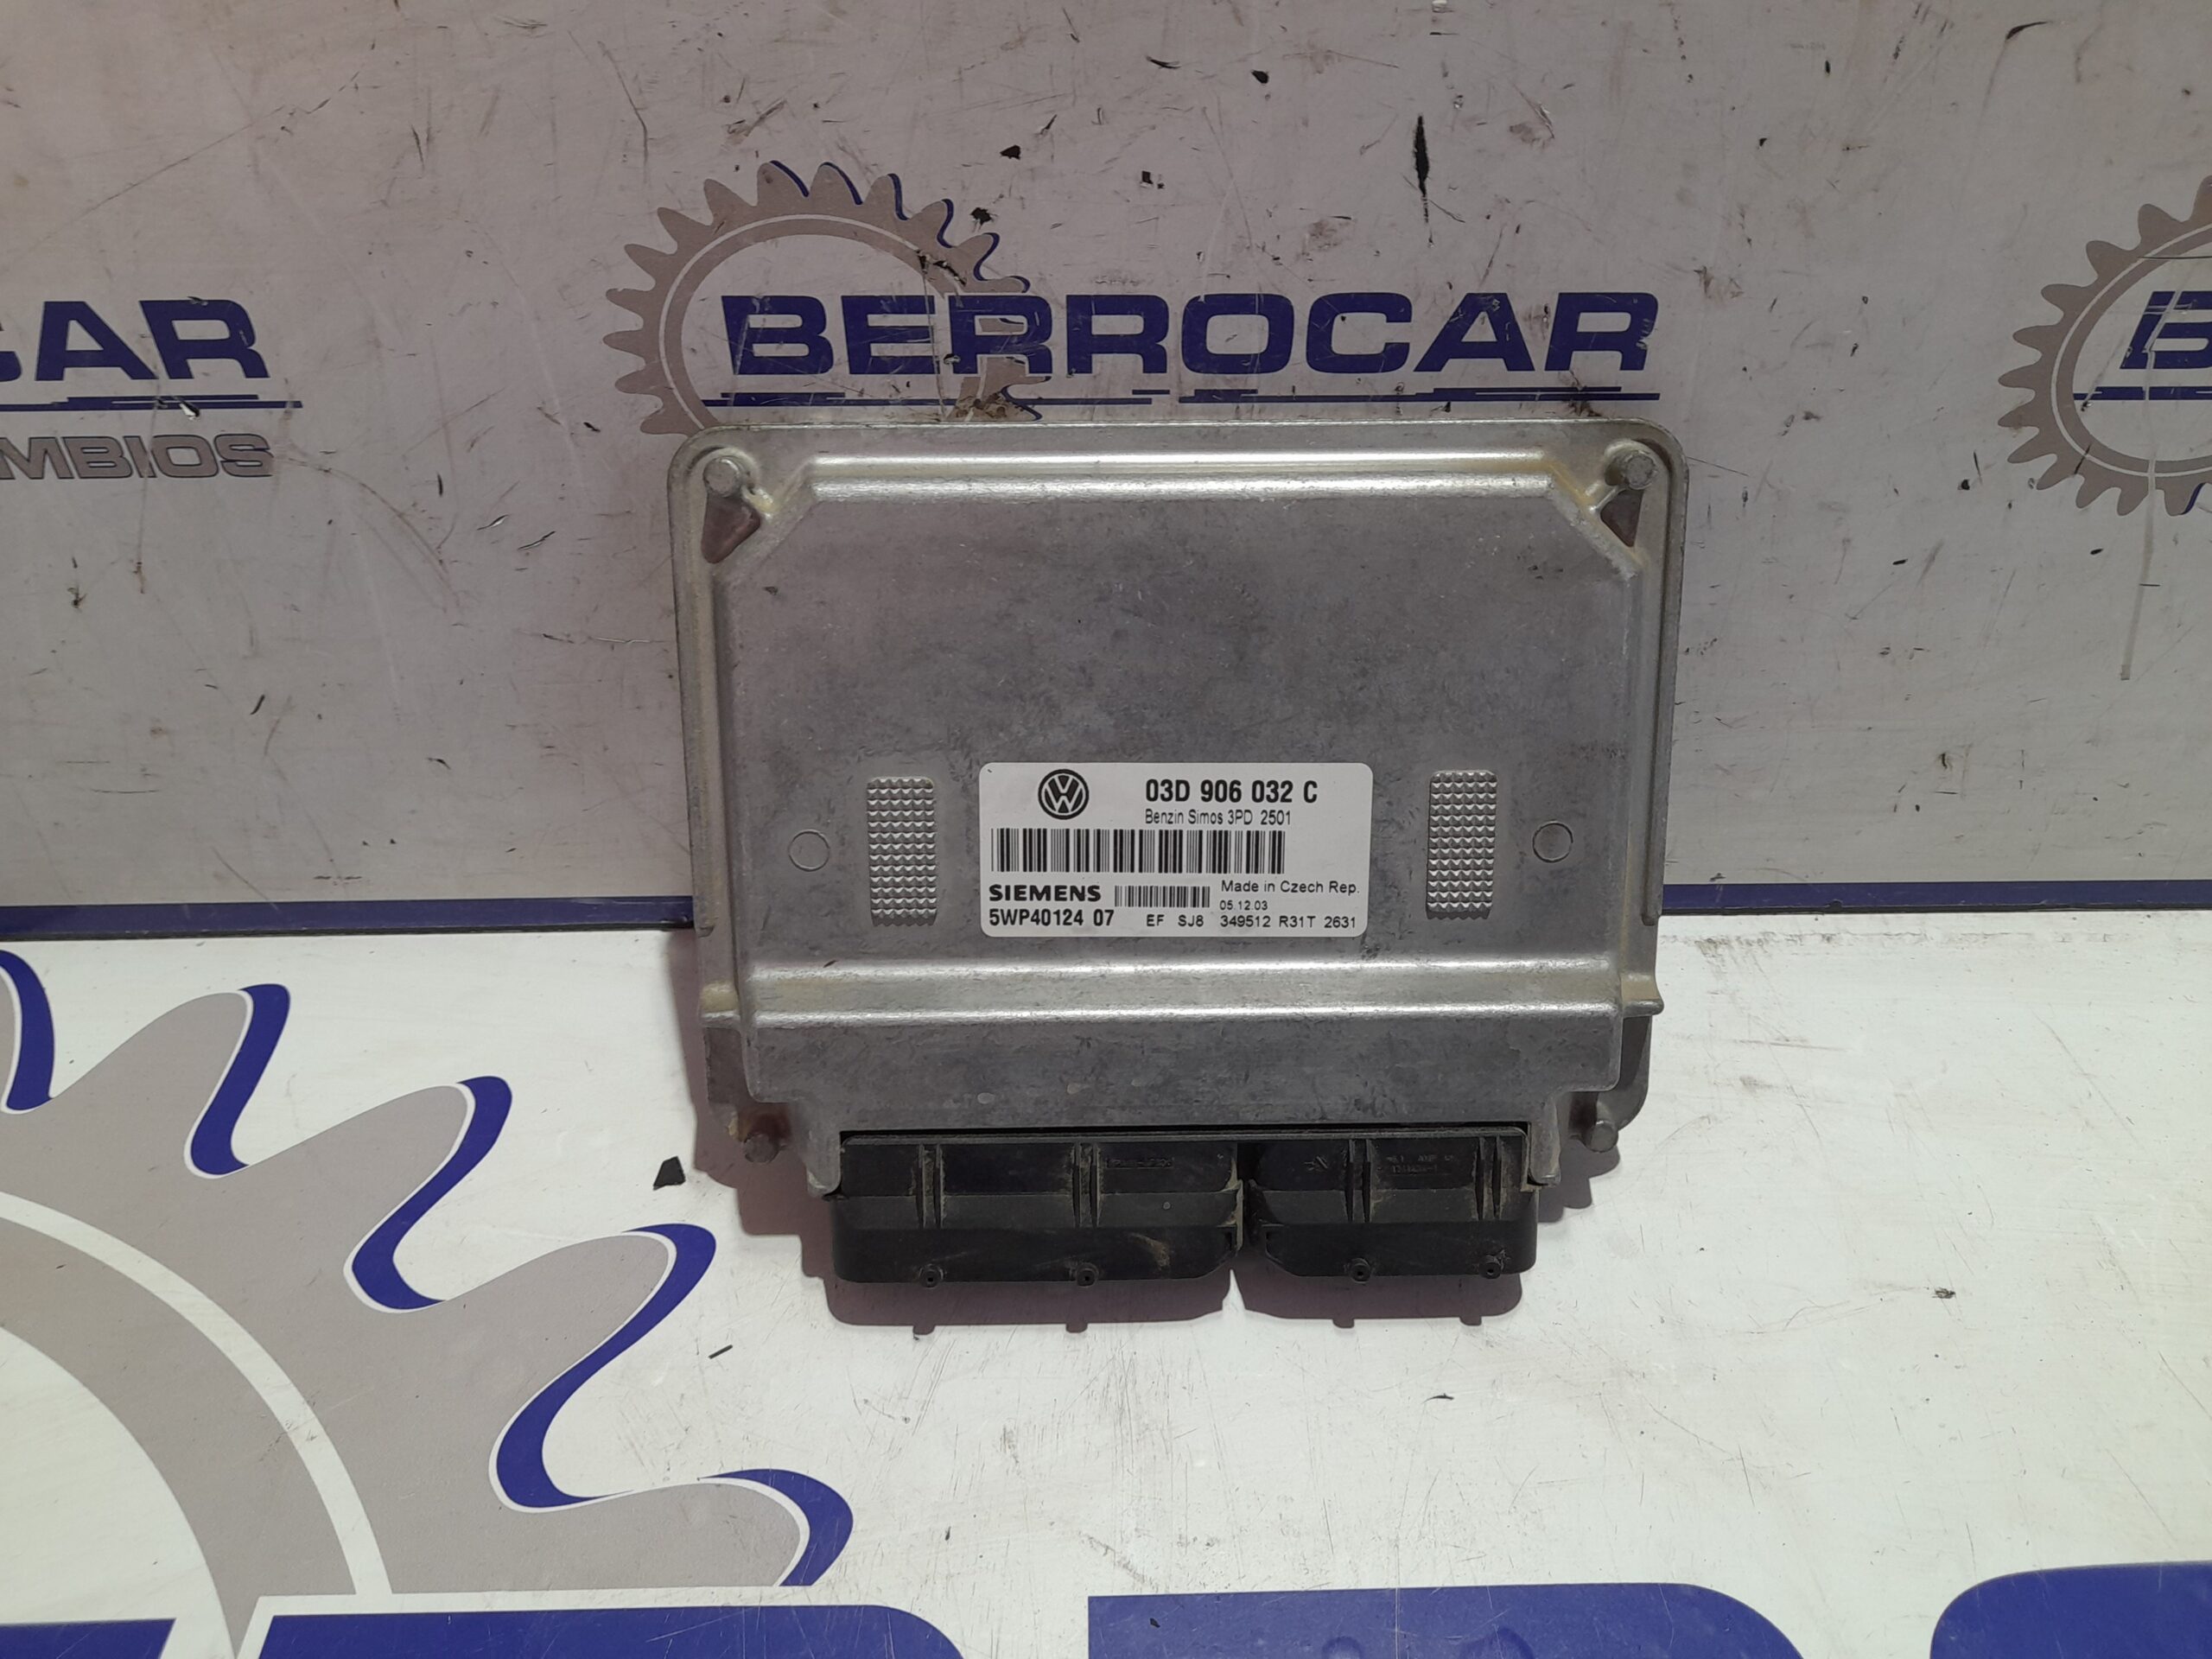 BERROCAR
CAR
MBIOS
03D 906 032 C
Benzin Simos 3PD 2501
SIEMENS
Made in Czech Rep.
05.12.03
5WP40124 07 EF SJ8 349512 R31T 2631